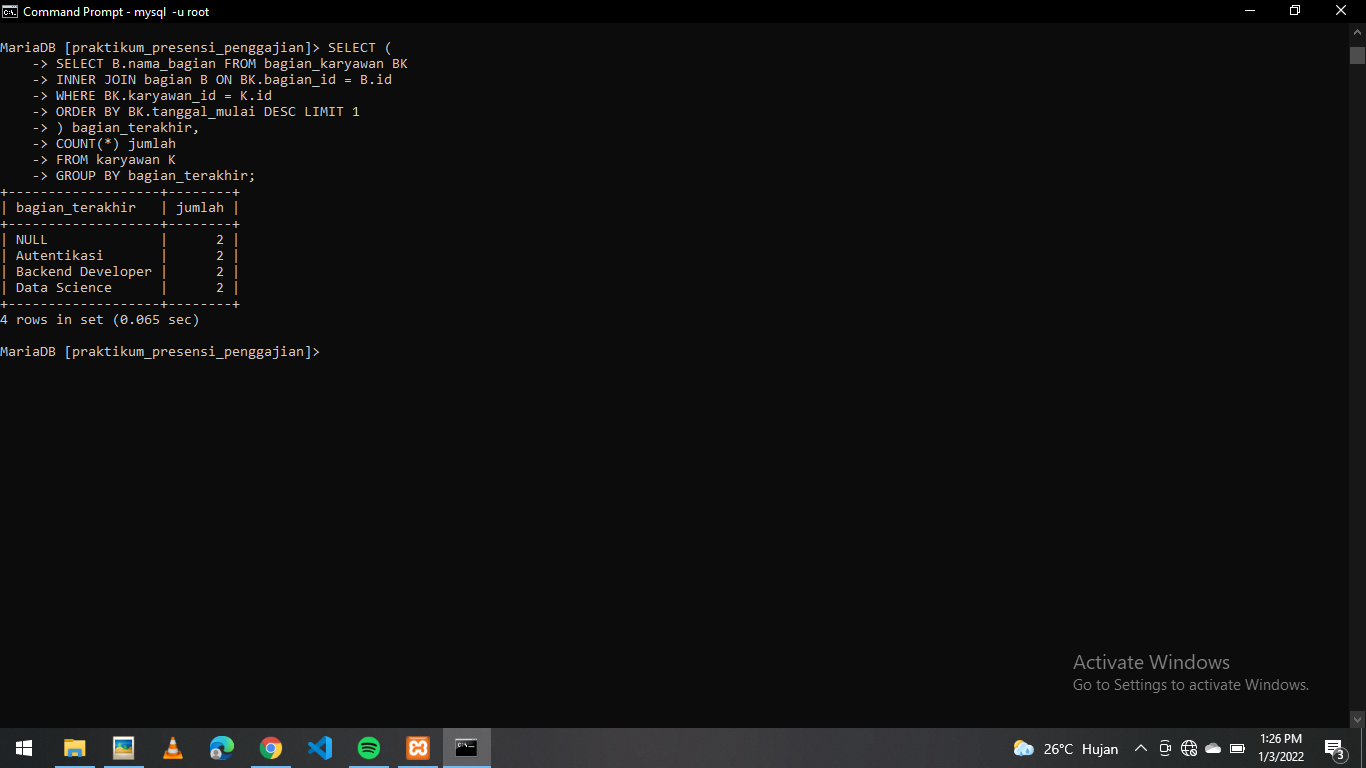 Command Prompt - mysql  -u root
MariaDB [praktikum_presensi_penggajian]> SELECT (
    -> SELECT B.nama_bagian FROM bagian_karyawan BK
    -> INNER JOIN bagian B ON BK.bagian_id = B.id
    -> WHERE BK.karyawan_id = K.id
    -> ORDER BY BK.tanggal_mulai DESC LIMIT 1
    -> ) bagian_terakhir,
    -> COUNT(*) jumlah
    -> FROM karyawan K
    -> GROUP BY bagian_terakhir;
+-------------------+--------+
| bagian_terakhir   | jumlah |
+-------------------+--------+
| NULL              |      2 |
| Autentikasi       |      2 |
| Backend Developer |      2 |
| Data Science      |      2 |
+-------------------+--------+
4 rows in set (0.065 sec)
MariaDB [praktikum_presensi_penggajian]>
Activate Windows
Go to Settings to activate Windows.
26°C Hujan
1:26 PM
1/3/2022
3